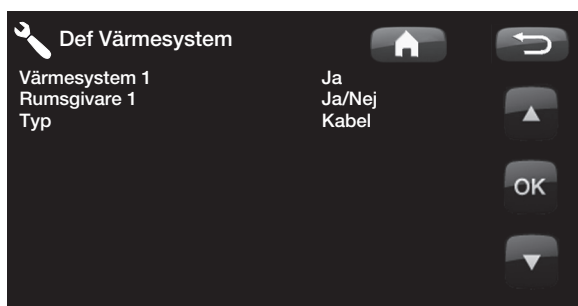 Def Värmesystem
Värmesystem 1 Ja
Rumsgivare 1 Ja/Nej
Typ Kabel
OK